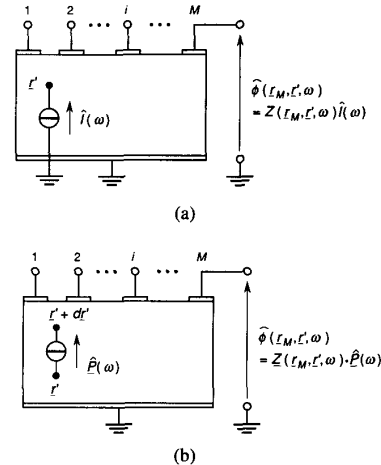 1 2 i M
r'
Î(ω)
φ̂(r_M,r',ω)
= Z(r_M,r',ω)Î(ω)
(a)
1 2 i M
r' + dr'
P̂(ω)
r'
φ̂(r_M,r',ω)
= Z(r_M,r',ω)·P̂(ω)
(b)